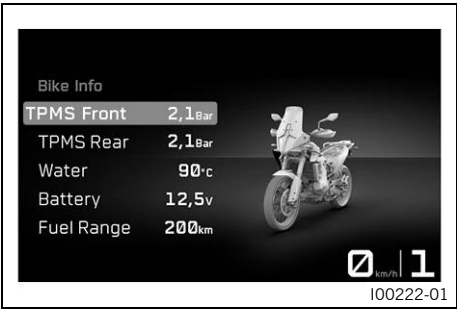 Bike Info
TPMS Front 2,1Bar
TPMS Rear 2,1Bar
Water 90°C
Battery 12,5V
Fuel Range 200km
0 km/h 1
I00222-01